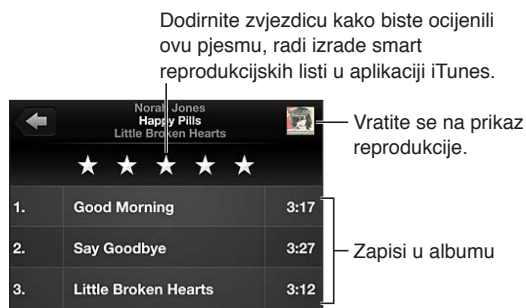 Dodirnite zvjezdicu kako biste ocijenili
ovu pjesmu, radi izrade smart
reprodukcijskih listi u aplikaciji iTunes.
Norah Jones
Happy Pills
Little Broken Hearts
Vratite se na prikaz
reprodukcije.
1. Good Morning 3:17
2. Say Goodbye 3:27
3. Little Broken Hearts 3:12
Zapisi u albumu